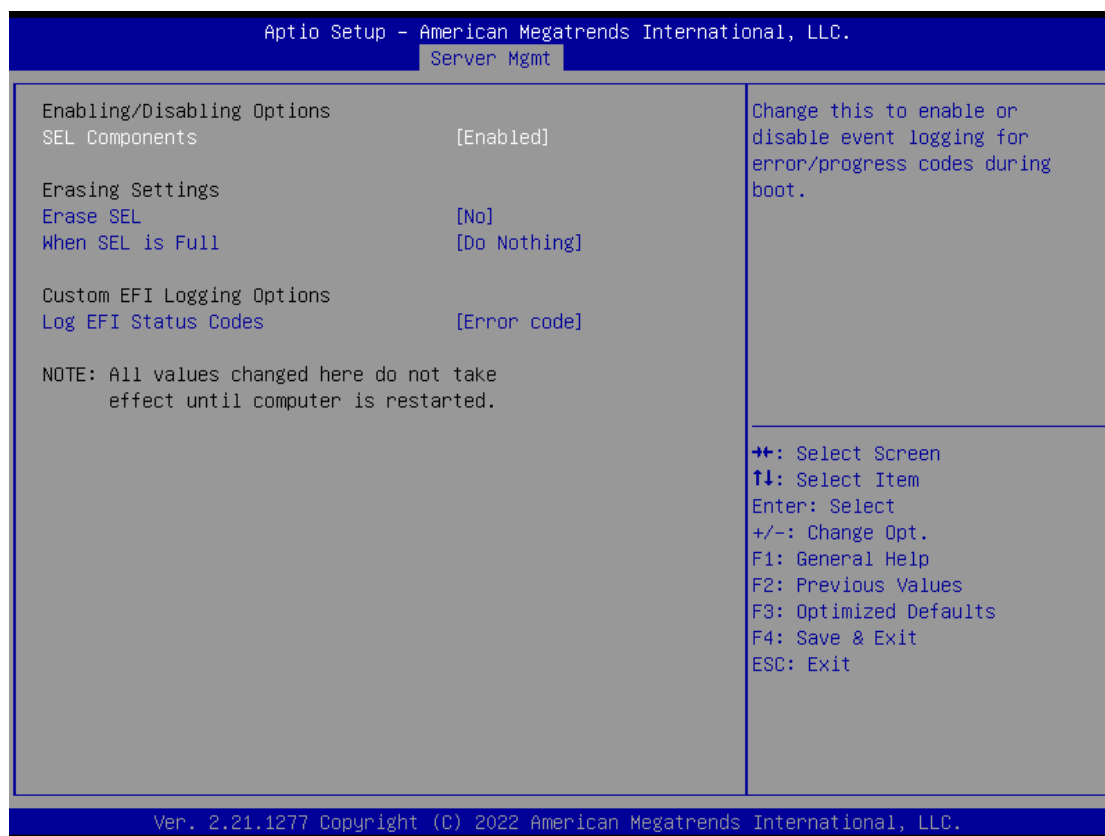 Aptio Setup – American Megatrends International, LLC.
Server Mgmt
Enabling/Disabling Options
SEL Components [Enabled]
Erasing Settings
Erase SEL [No]
When SEL is Full [Do Nothing]
Custom EFI Logging Options
Log EFI Status Codes [Error code]
NOTE: All values changed here do not take
effect until computer is restarted.
Change this to enable or
disable event logging for
error/progress codes during
boot.
→←: Select Screen
↑↓: Select Item
Enter: Select
+/-: Change Opt.
F1: General Help
F2: Previous Values
F3: Optimized Defaults
F4: Save & Exit
ESC: Exit
Ver. 2.21.1277 Copyright (C) 2022 American Megatrends International, LLC.